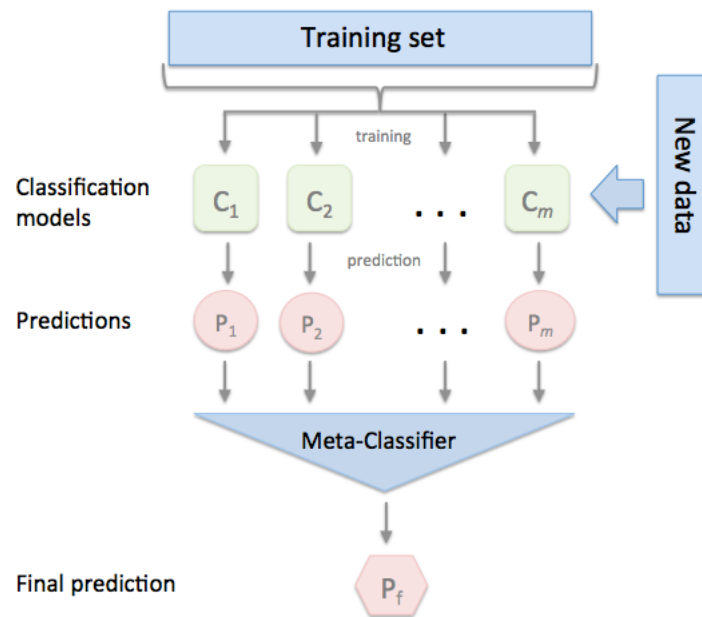 Training set
training
New data
Classification
models
C1
C2
. . .
Cm
prediction
Predictions
P1
P2
. . .
Pm
Meta-Classifier
Final prediction
Pf